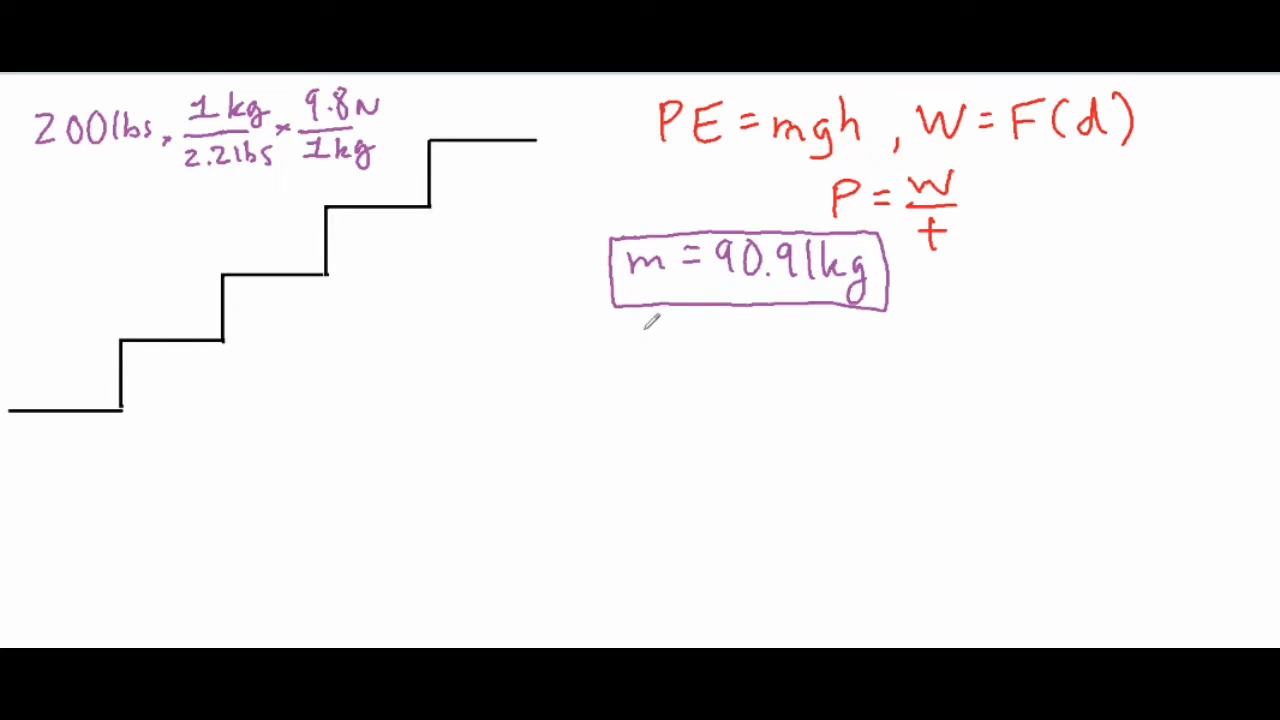 200lbs × 1kg/2.2lbs × 9.8N/1kg
PE = mgh , W = F(d)
P = W/t
m = 90.91kg